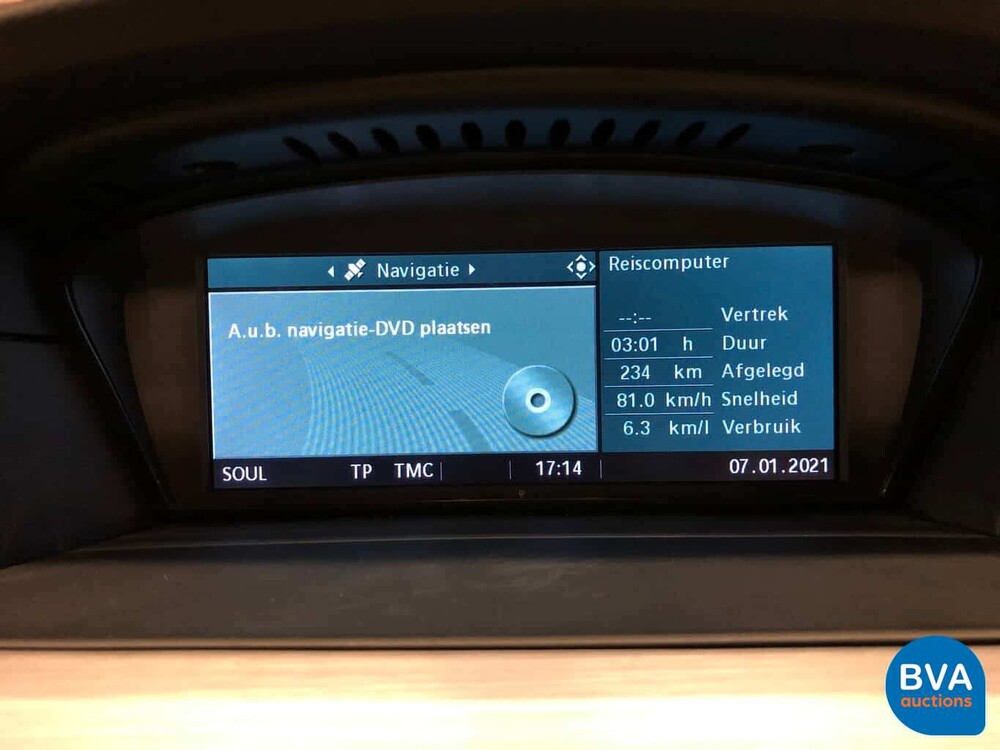 Navigatie
A.u.b. navigatie-DVD plaatsen
Reiscomputer
--:-- Vertrek
03:01 h Duur
234 km Afgelegd
81.0 km/h Snelheid
6.3 km/l Verbruik
SOUL TP TMC 17:14 07.01.2021
BVA
auctions